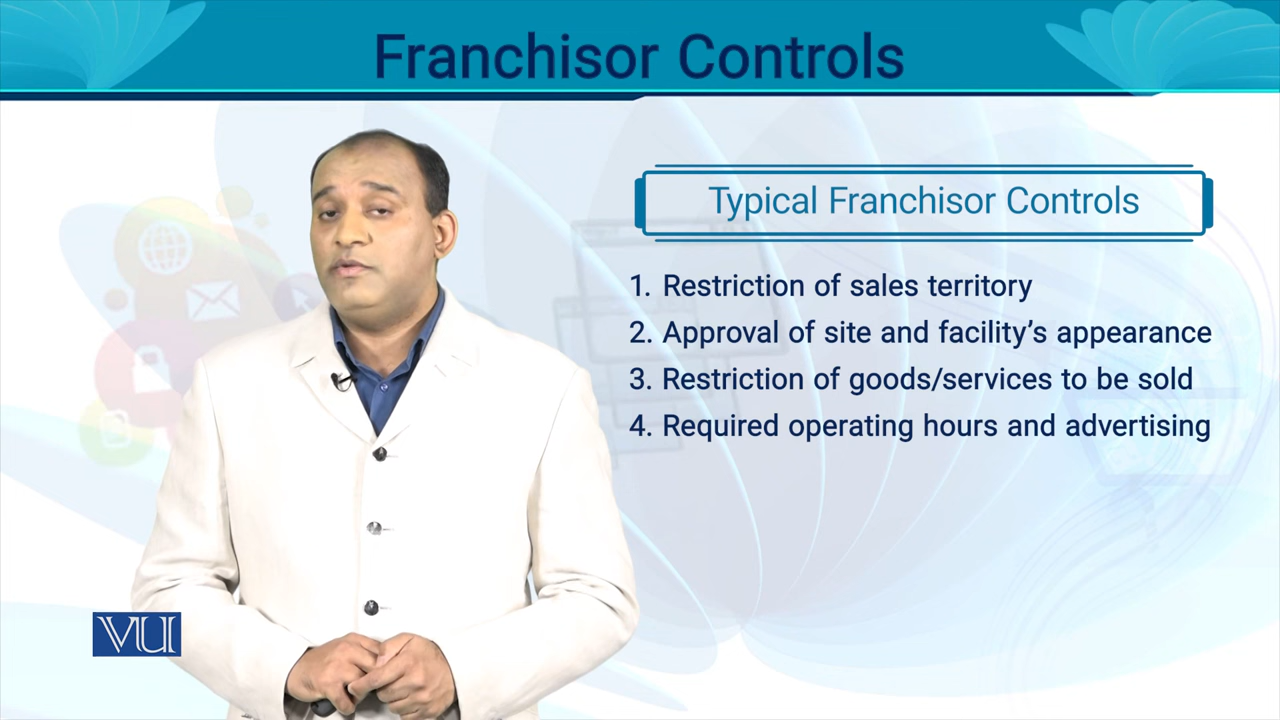 Franchisor Controls
Typical Franchisor Controls
1. Restriction of sales territory
2. Approval of site and facility’s appearance
3. Restriction of goods/services to be sold
4. Required operating hours and advertising
VU